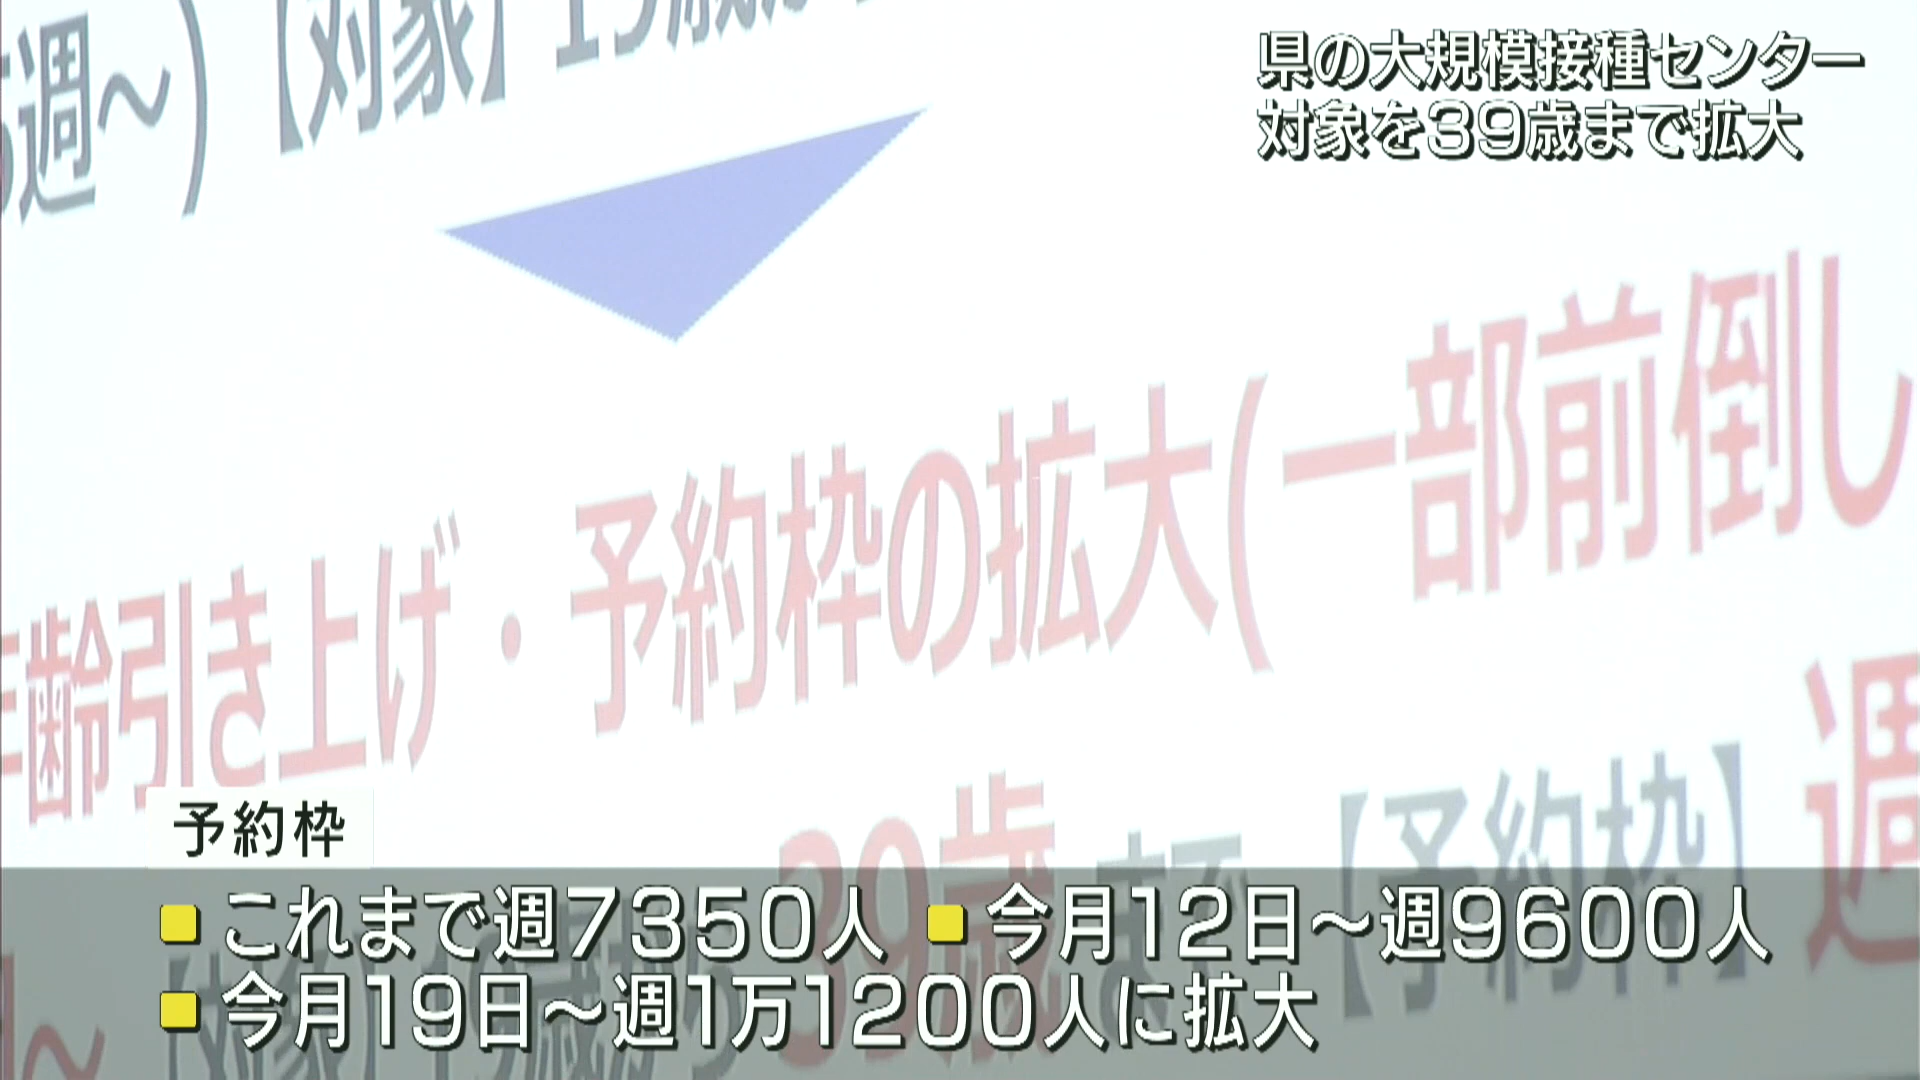 県の大規模接種センター
対象を39歳まで拡大
週～)【対象】
齢引き上げ・予約枠の拡大(一部前倒し
39歳まで【予約枠】週
予約枠
これまで週7350人 今月12日～週9600人
今月19日～週1万1200人に拡大